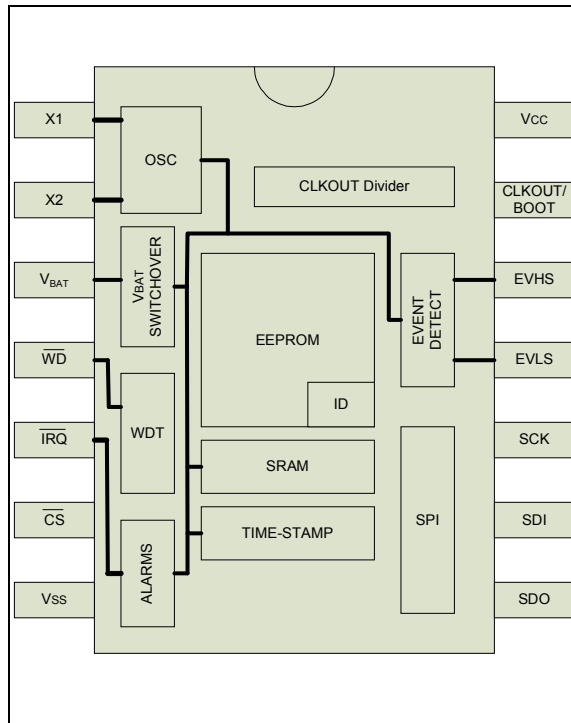 X1
X2
VBAT
WD
IRQ
CS
Vss
OSC
VBAT
SWITCHOVER
WDT
ALARMS
CLKOUT Divider
EEPROM
ID
SRAM
TIME-STAMP
EVENT
DETECT
SPI
Vcc
CLKOUT/
BOOT
EVHS
EVLS
SCK
SDI
SDO